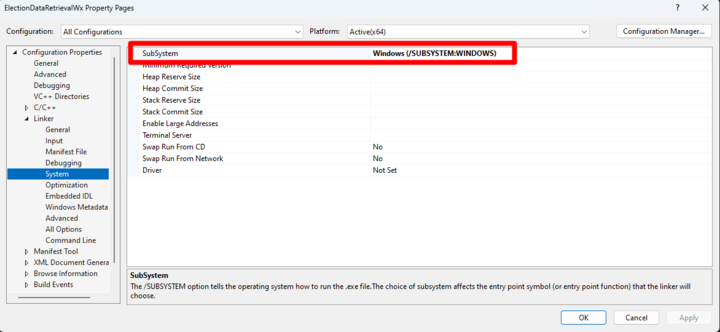 ElectionDataRetrievalWx Property Pages
Configuration: All Configurations Platform: Active(x64) Configuration Manager...
Configuration Properties
General
Advanced
Debugging
VC++ Directories
C/C++
Linker
General
Input
Manifest File
Debugging
System
Optimization
Embedded IDL
Windows Metadata
Advanced
All Options
Command Line
Manifest Tool
XML Document Genera
Browse Information
Build Events
SubSystem Windows (/SUBSYSTEM:WINDOWS)
Minimum Required Version
Heap Reserve Size
Heap Commit Size
Stack Reserve Size
Stack Commit Size
Enable Large Addresses
Terminal Server
Swap Run From CD No
Swap Run From Network No
Driver Not Set
SubSystem
The /SUBSYSTEM option tells the operating system how to run the .exe file.The choice of subsystem affects the entry point symbol (or entry point function) that the linker will
choose.
OK Cancel Apply